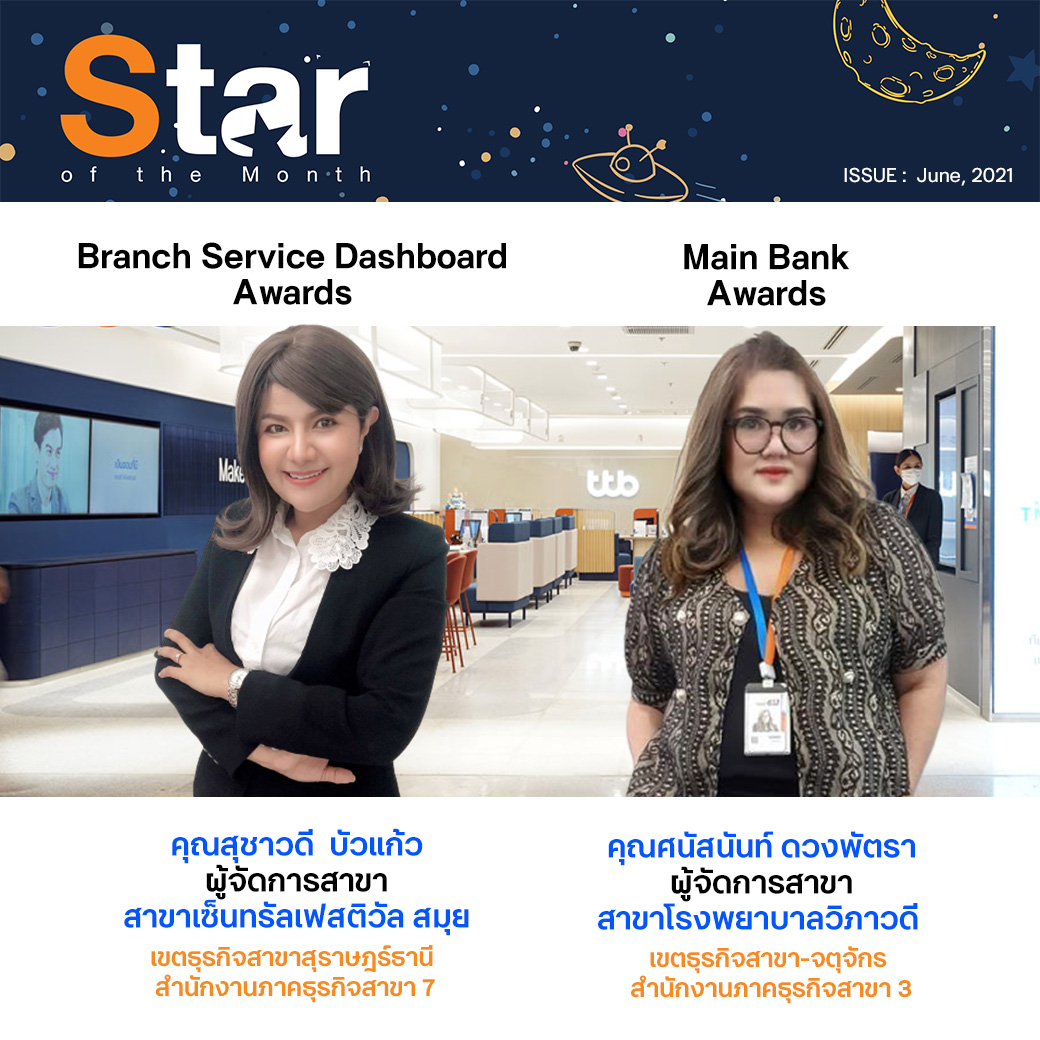 Star
of the Month
ISSUE : June, 2021
Branch Service Dashboard
Awards
Main Bank
Awards
Make
ttb
คุณสุชาวดี บัวแก้ว
ผู้จัดการสาขา
สาขาเซ็นทรัลเฟสติวัล สมุย
เขตธุรกิจสาขาสุราษฎร์ธานี
สำนักงานภาคธุรกิจสาขา 7
คุณศนัสนันท์ ดวงพัตรา
ผู้จัดการสาขา
สาขาโรงพยาบาลวิภาวดี
เขตธุรกิจสาขา-จตุจักร
สำนักงานภาคธุรกิจสาขา 3